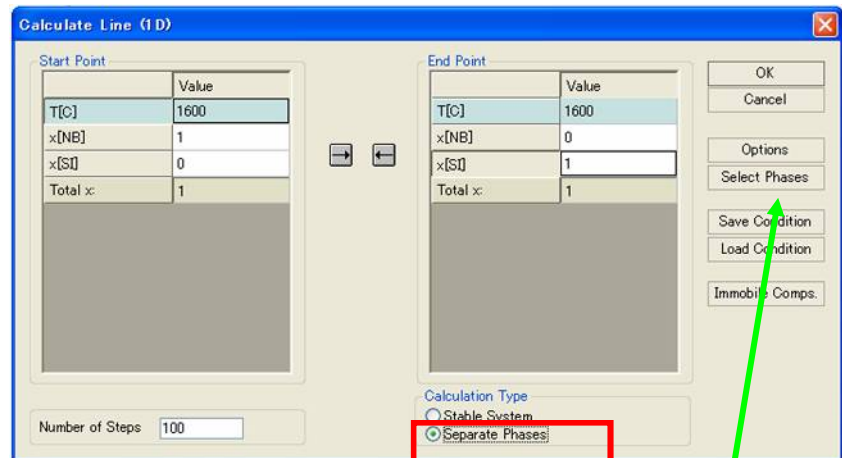 Calculate Line (1D)
Start Point
Value
T[C] 1600
x[NB] 1
x[SI] 0
Total x: 1
End Point
Value
T[C] 1600
x[NB] 0
x[SI] 1
Total x: 1
OK
Cancel
Options
Select Phases
Save Condition
Load Condition
Immobile Comps.
Number of Steps 100
Calculation Type
Stable System
Separate Phases